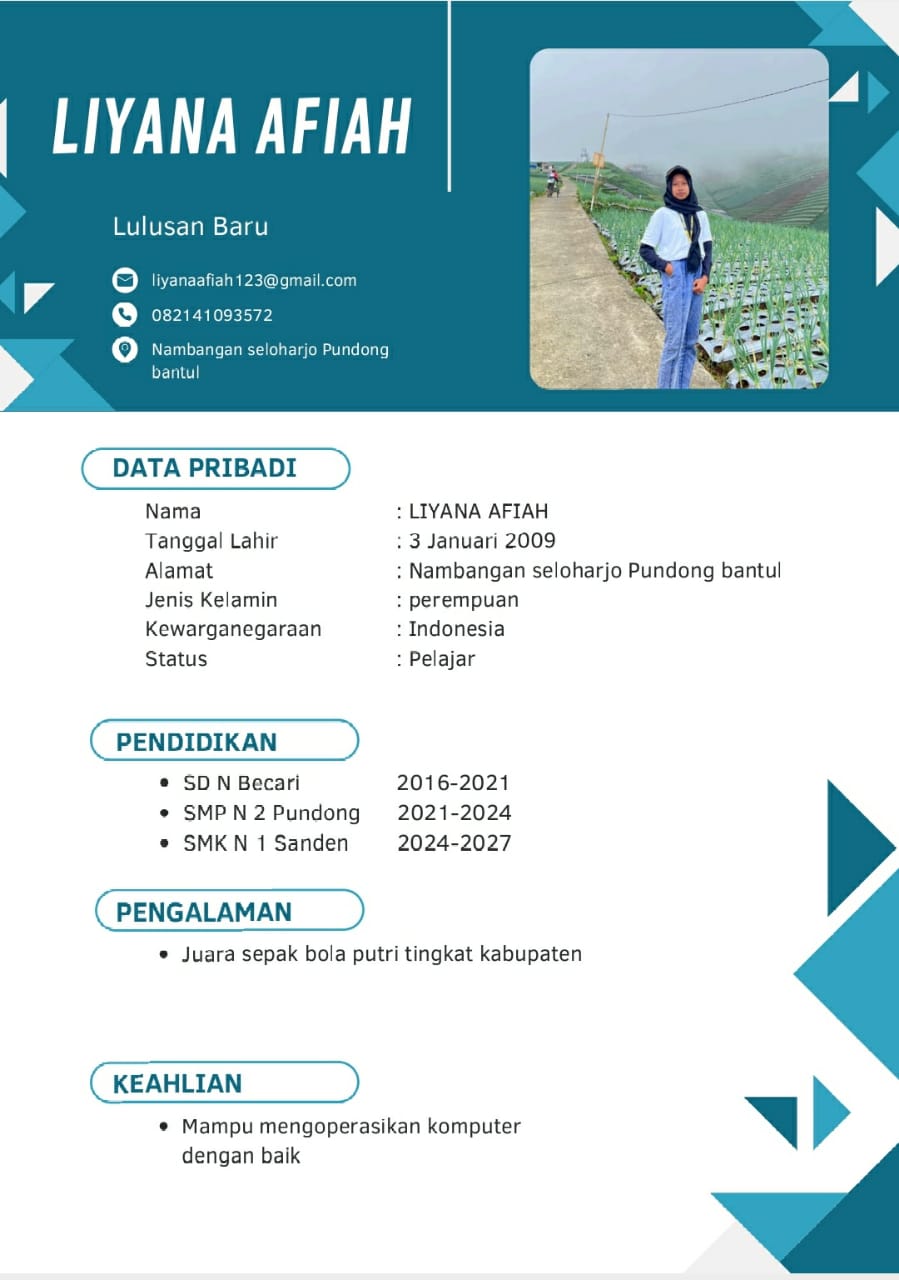 LIYANA AFIAH
Lulusan Baru
liyanaafiah123@gmail.com
082141093572
Nambangan seloharjo Pundong
bantul
DATA PRIBADI
Nama : LIYANA AFIAH
Tanggal Lahir : 3 Januari 2009
Alamat : Nambangan seloharjo Pundong bantul
Jenis Kelamin : perempuan
Kewarganegaraan : Indonesia
Status : Pelajar
PENDIDIKAN
• SD N Becari 2016-2021
• SMP N 2 Pundong 2021-2024
• SMK N 1 Sanden 2024-2027
PENGALAMAN
• Juara sepak bola putri tingkat kabupaten
KEAHLIAN
• Mampu mengoperasikan komputer
dengan baik